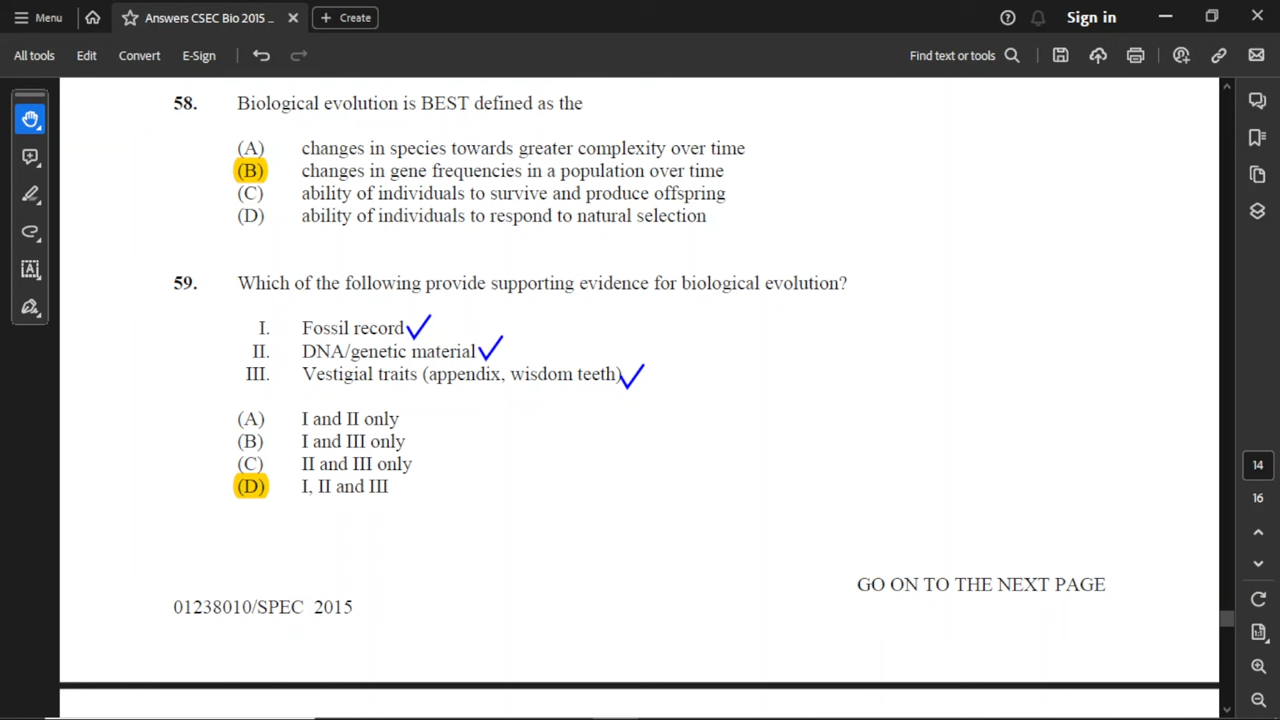 Menu
Answers CSEC Bio 2015 ...
Create
Sign in
All tools
Edit
Convert
E-Sign
Find text or tools
58. Biological evolution is BEST defined as the
(A) changes in species towards greater complexity over time
(B) changes in gene frequencies in a population over time
(C) ability of individuals to survive and produce offspring
(D) ability of individuals to respond to natural selection
59. Which of the following provide supporting evidence for biological evolution?
I. Fossil record
II. DNA/genetic material
III. Vestigial traits (appendix, wisdom teeth)
(A) I and II only
(B) I and III only
(C) II and III only
(D) I, II and III
GO ON TO THE NEXT PAGE
01238010/SPEC 2015
14
16